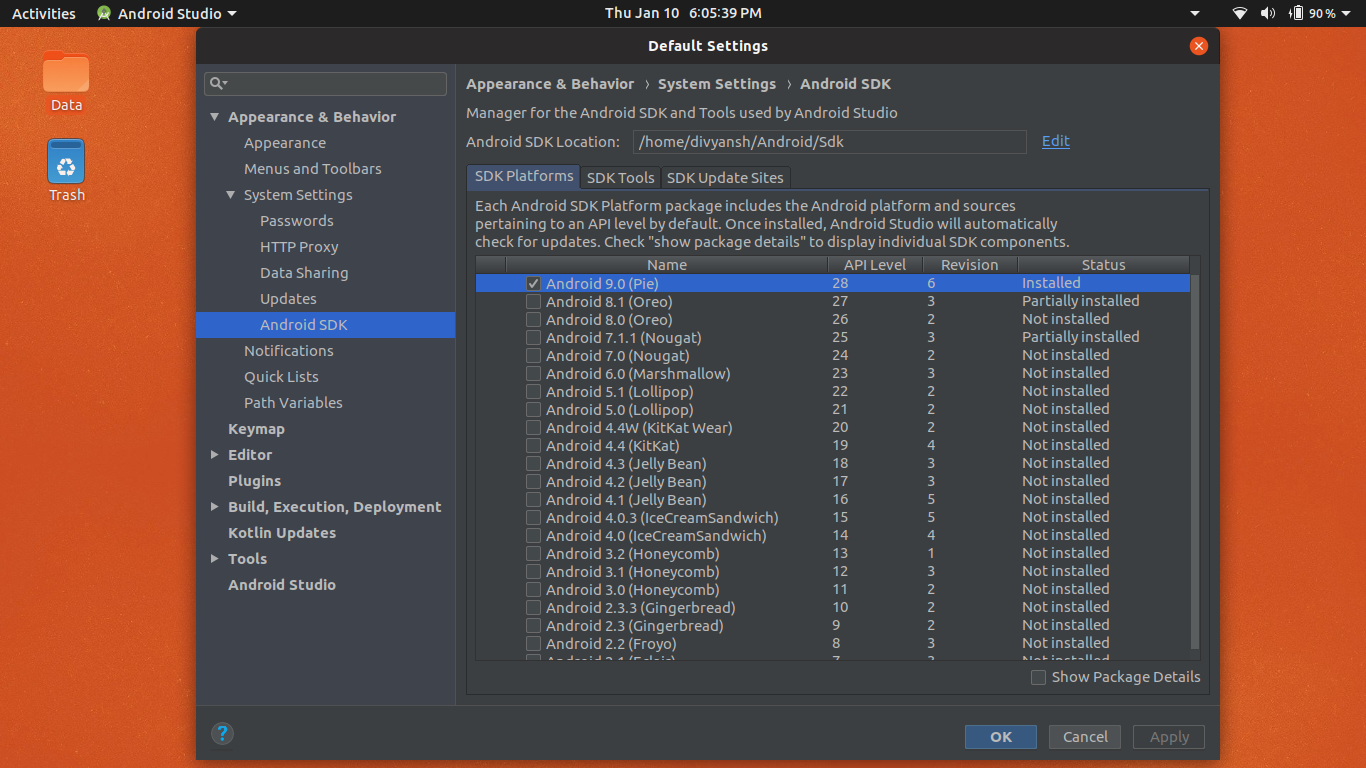 Activities Android Studio Thu Jan 10 6:05:39 PM 90 %
Data
Trash
Default Settings
Appearance & Behavior
Appearance
Menus and Toolbars
System Settings
Passwords
HTTP Proxy
Data Sharing
Updates
Android SDK
Notifications
Quick Lists
Path Variables
Keymap
Editor
Plugins
Build, Execution, Deployment
Kotlin Updates
Tools
Android Studio
Appearance & Behavior › System Settings › Android SDK
Manager for the Android SDK and Tools used by Android Studio
Android SDK Location: /home/divyansh/Android/Sdk Edit
SDK Platforms SDK Tools SDK Update Sites
Each Android SDK Platform package includes the Android platform and sources
pertaining to an API level by default. Once installed, Android Studio will automatically
check for updates. Check "show package details" to display individual SDK components.
Name API Level Revision Status
Android 9.0 (Pie) 28 6 Installed
Android 8.1 (Oreo) 27 3 Partially installed
Android 8.0 (Oreo) 26 2 Not installed
Android 7.1.1 (Nougat) 25 3 Partially installed
Android 7.0 (Nougat) 24 2 Not installed
Android 6.0 (Marshmallow) 23 3 Not installed
Android 5.1 (Lollipop) 22 2 Not installed
Android 5.0 (Lollipop) 21 2 Not installed
Android 4.4W (KitKat Wear) 20 2 Not installed
Android 4.4 (KitKat) 19 4 Not installed
Android 4.3 (Jelly Bean) 18 3 Not installed
Android 4.2 (Jelly Bean) 17 3 Not installed
Android 4.1 (Jelly Bean) 16 5 Not installed
Android 4.0.3 (IceCreamSandwich) 15 5 Not installed
Android 4.0 (IceCreamSandwich) 14 4 Not installed
Android 3.2 (Honeycomb) 13 1 Not installed
Android 3.1 (Honeycomb) 12 3 Not installed
Android 3.0 (Honeycomb) 11 2 Not installed
Android 2.3.3 (Gingerbread) 10 2 Not installed
Android 2.3 (Gingerbread) 9 2 Not installed
Android 2.2 (Froyo) 8 3 Not installed
Show Package Details
? OK Cancel Apply